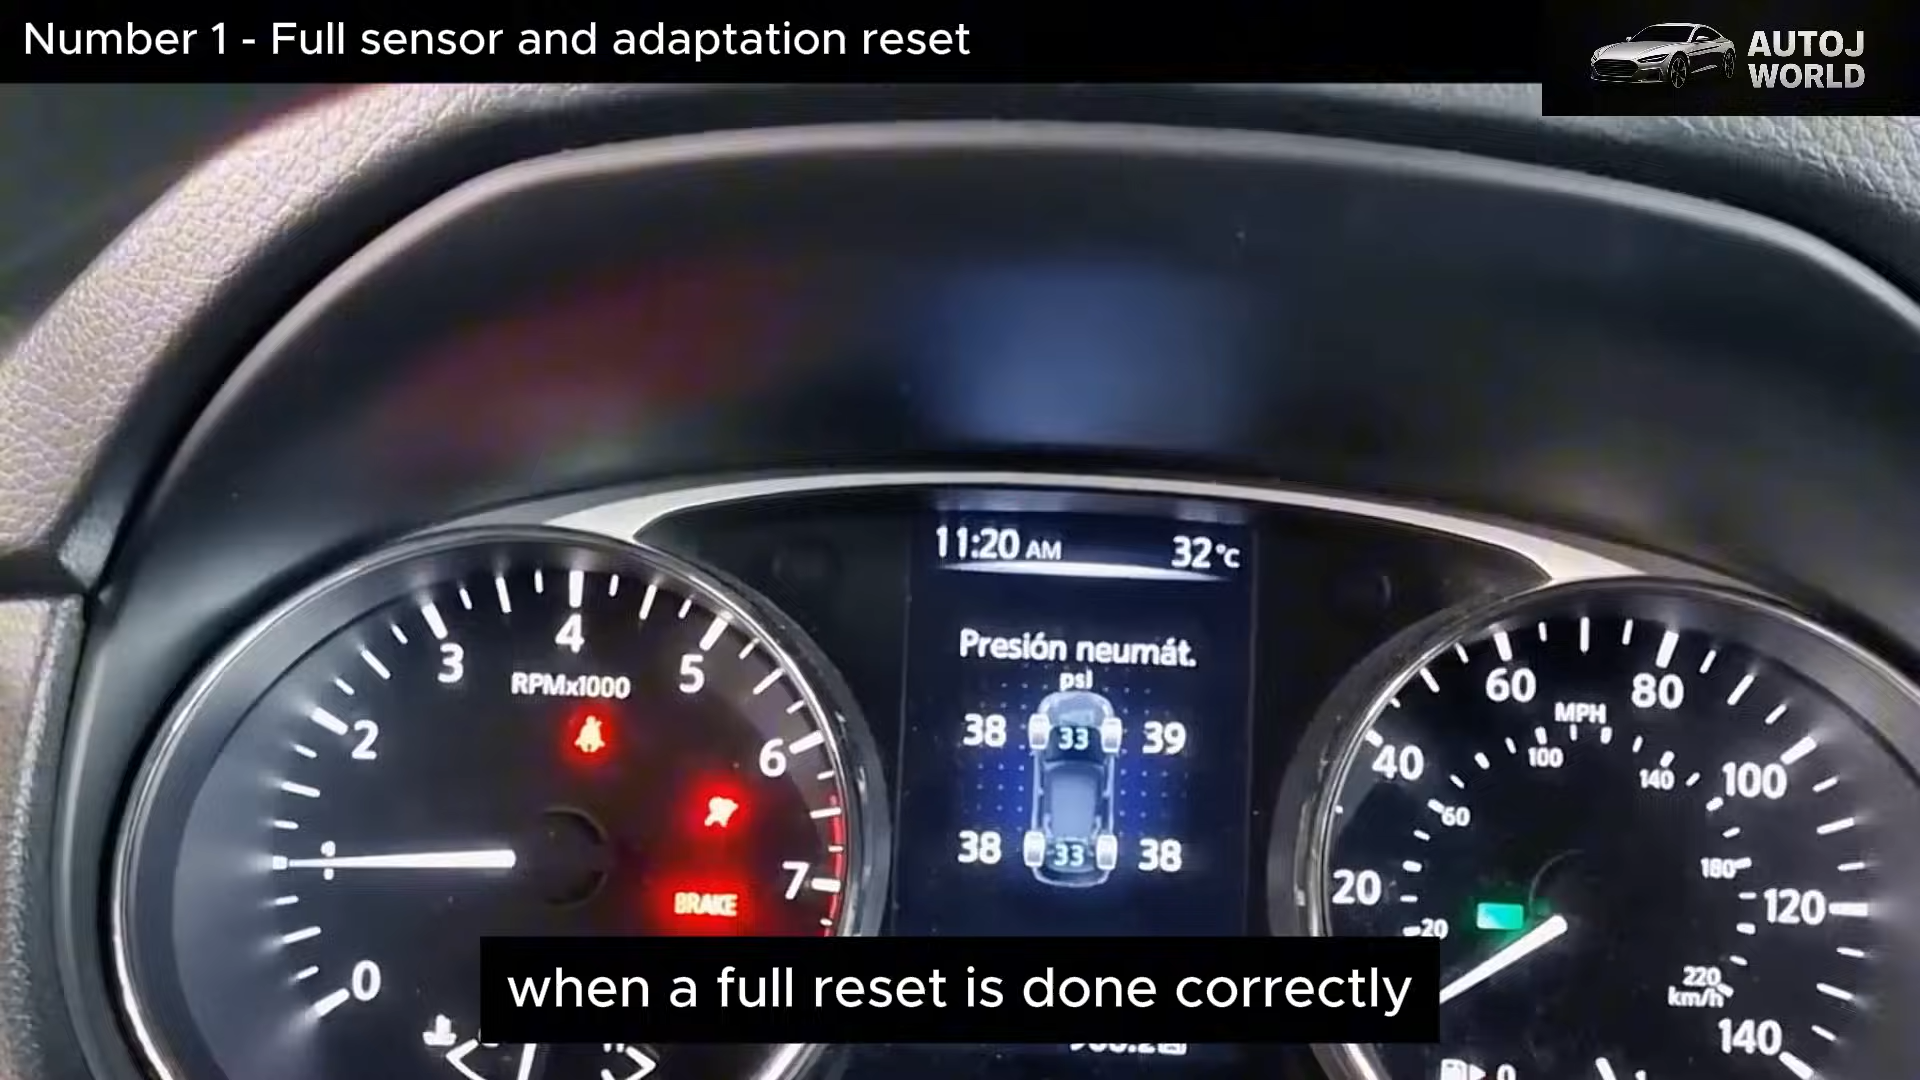 Number 1 - Full sensor and adaptation reset
AUTOJ
WORLD
11:20 AM
32°C
Presión neumát.
psi
38
33
39
38
33
38
0
1
2
3
4
5
6
7
RPMx1000
BRAKE
20
40
60
80
100
120
140
MPH
20
60
100
140
180
220
km/h
0
when a full reset is done correctly